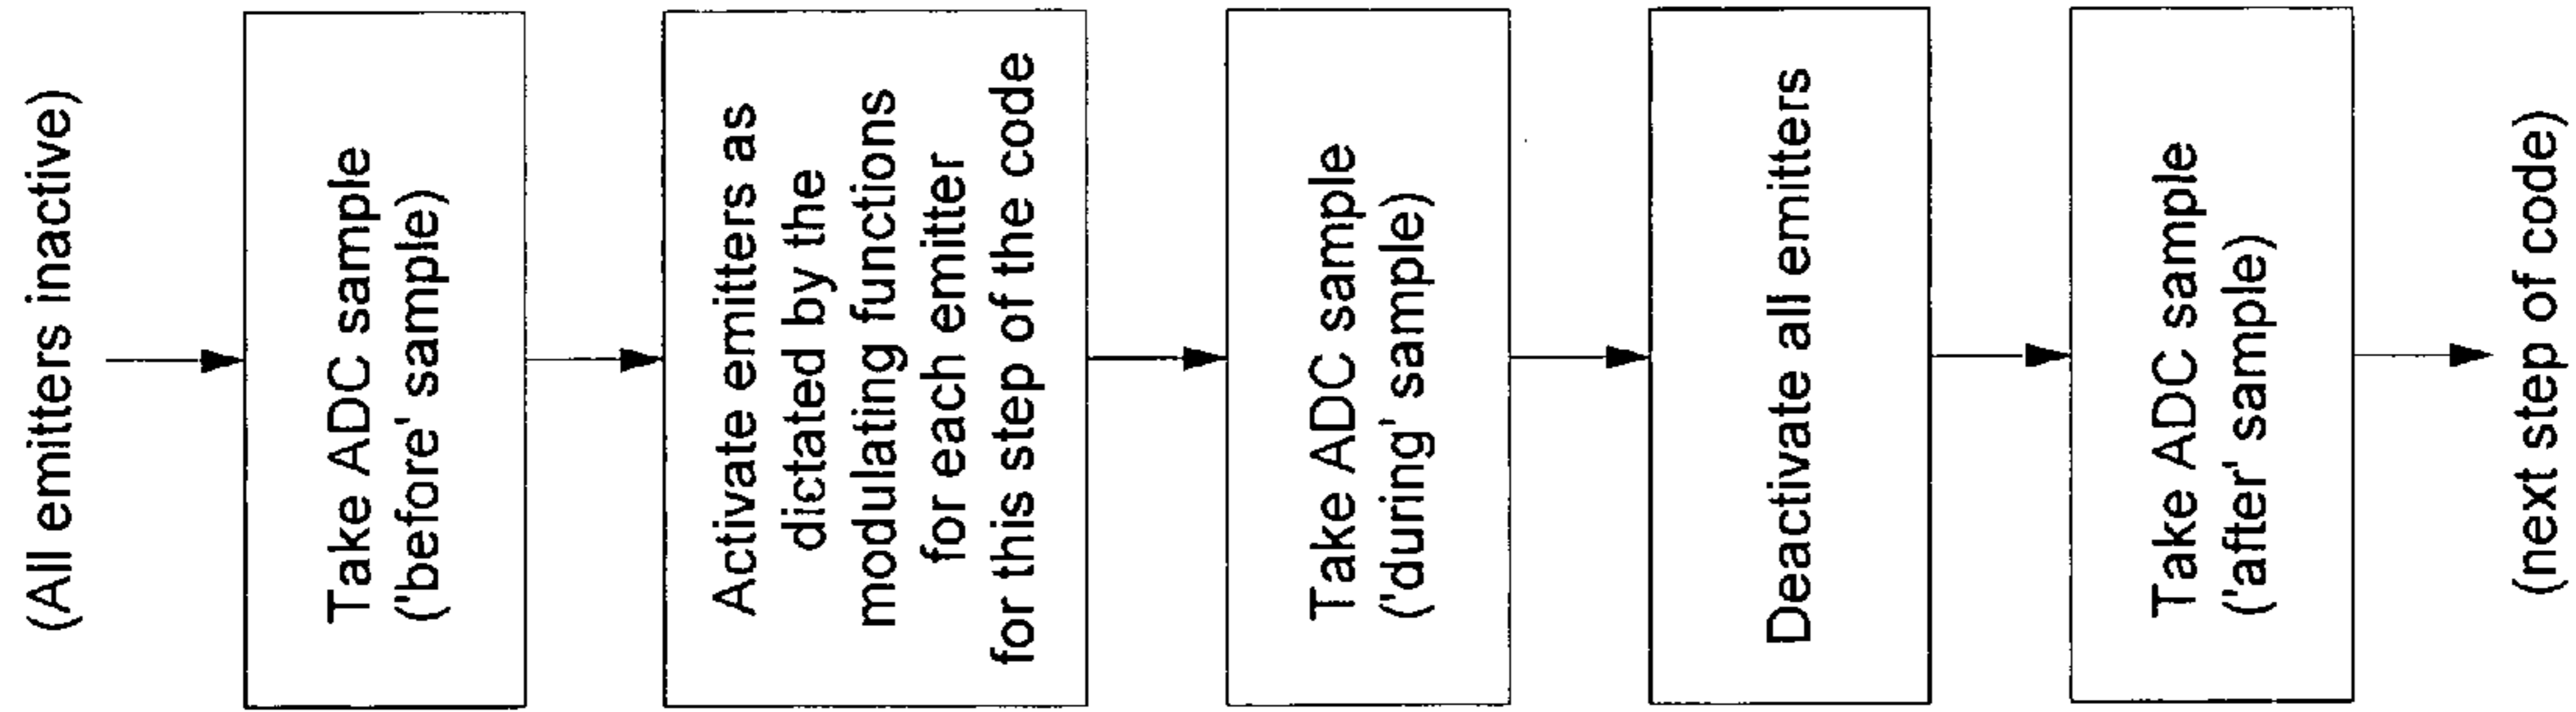 (All emitters inactive)
Take ADC sample
('before' sample)
Activate emitters as
dictated by the
modulating functions
for each emitter
for this step of the code
Take ADC sample
('during' sample)
Deactivate all emitters
Take ADC sample
('after' sample)
(next step of code)